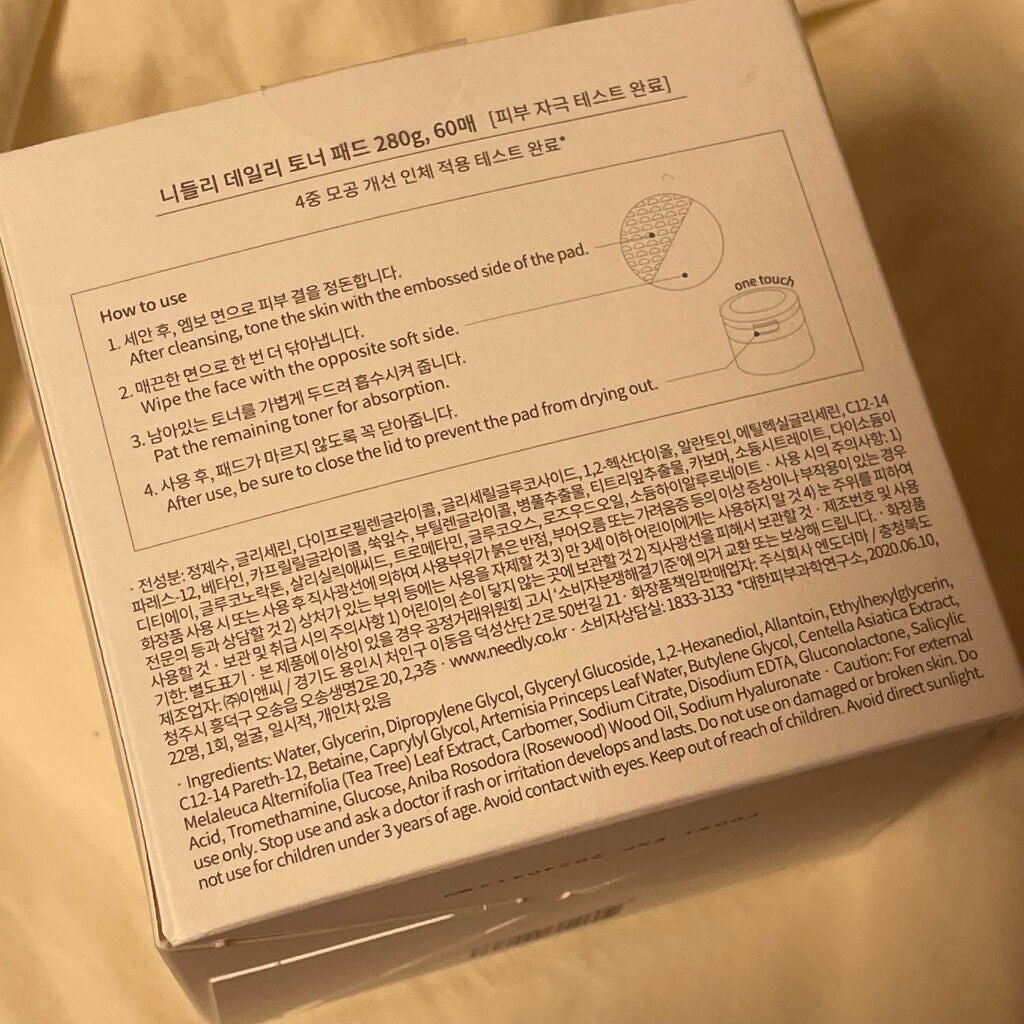 니들리 데일리 토너 패드 280g, 60매 [피부 자극 테스트 완료]
4중 모공 개선 인체 적용 테스트 완료*
How to use
1. 세안 후, 엠보 면으로 피부 결을 정돈합니다.
After cleansing, tone the skin with the embossed side of the pad.
2. 매끈한 면으로 한 번 더 닦아냅니다.
Wipe the face with the opposite soft side.
3. 남아있는 토너를 가볍게 두드려 흡수시켜 줍니다.
Pat the remaining toner for absorption.
4. 사용 후, 패드가 마르지 않도록 꼭 닫아줍니다.
After use, be sure to close the lid to prevent the pad from drying out.
one touch
· 전성분: 정제수, 글리세린, 다이프로필렌글라이콜, 글리세릴글루코사이드, 1,2-헥산다이올, 알란토인, 에틸헥실글리세린, C12-14
파레스-12, 베타인, 카프릴릴글라이콜, 쑥잎수, 부틸렌글라이콜, 병풀추출물, 티트리잎추출물, 카보머, 소듐시트레이트, 다이소듐이
디티에이, 글루코노락톤, 살리실릭애씨드, 트로메타민, 글루코오스, 로즈우드오일, 소듐하이알루로네이트 · 사용 시의 주의사항: 1)
화장품 사용 시 또는 사용 후 직사광선에 의하여 사용부위가 붉은 반점, 부어오름 또는 가려움증 등의 이상 증상이나 부작용이 있는 경우
전문의 등과 상담할 것 2) 상처가 있는 부위 등에는 사용을 자제할 것 3) 만 3세 이하 어린이에게는 사용하지 말 것 4) 눈 주위를 피하여
사용할 것 · 보관 및 취급 시의 주의사항 1) 어린이의 손이 닿지 않는 곳에 보관할 것 2) 직사광선을 피해서 보관할 것 · 제조번호 및 사용
기한: 별도표기 · 본 제품에 이상이 있을 경우 공정거래위원회 고시 '소비자분쟁해결기준'에 의거 교환 또는 보상해 드립니다. · 화장품
제조업자: ㈜이앤씨 / 경기도 용인시 처인구 이동읍 덕성산단 2로 50번길 21 · 화장품책임판매업자: 주식회사 엔도더마 / 충청북도
청주시 흥덕구 오송읍 오송생명2로 20, 2,3층 · www.needly.co.kr · 소비자상담실: 1833-3133 *대한피부과학연구소, 2020.06.10,
22명, 1회, 얼굴, 일시적, 개인차 있음
· Ingredients: Water, Glycerin, Dipropylene Glycol, Glyceryl Glucoside, 1,2-Hexanediol, Allantoin, Ethylhexylglycerin,
C12-14 Pareth-12, Betaine, Caprylyl Glycol, Artemisia Princeps Leaf Water, Butylene Glycol, Centella Asiatica Extract,
Melaleuca Alternifolia (Tea Tree) Leaf Extract, Carbomer, Sodium Citrate, Disodium EDTA, Gluconolactone, Salicylic
Acid, Tromethamine, Glucose, Aniba Rosodora (Rosewood) Wood Oil, Sodium Hyaluronate · Caution: For external
use only. Stop use and ask a doctor if rash or irritation develops and lasts. Do not use on damaged or broken skin. Do
not use for children under 3 years of age. Avoid contact with eyes. Keep out of reach of children. Avoid direct sunlight.